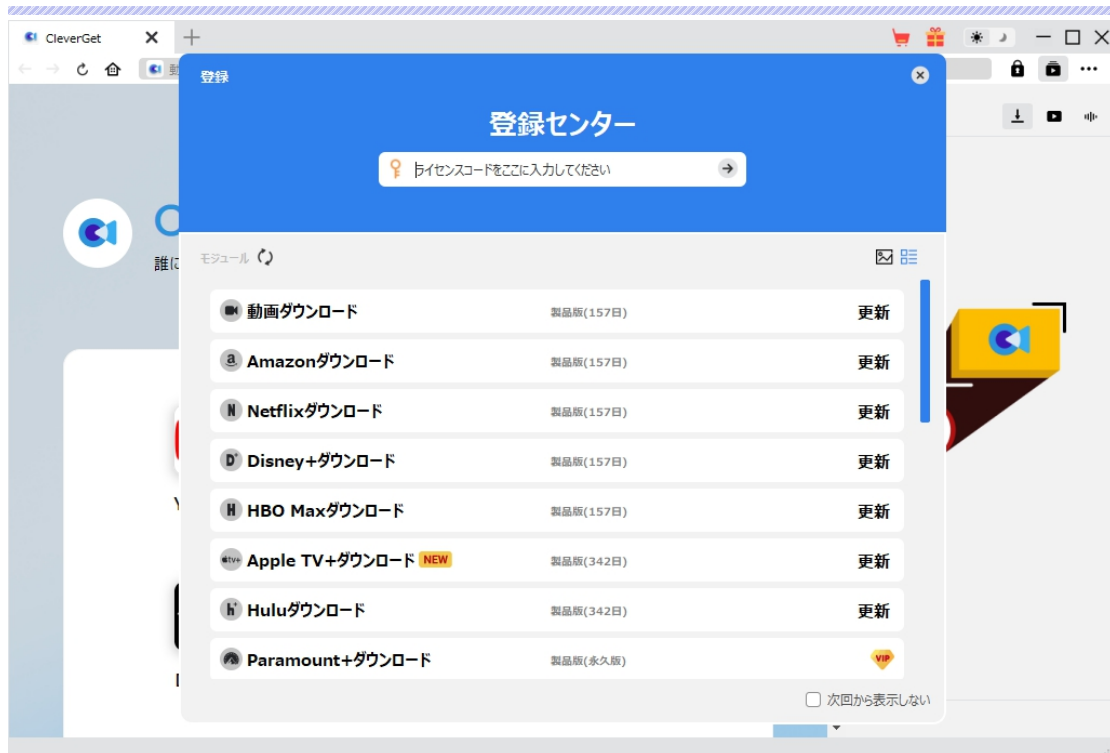 CleverGet
動
登録
登録センター
ライセンスコードをここに入力してください
誰に
モジュール
動画ダウンロード 製品版(157日) 更新
a Amazonダウンロード 製品版(157日) 更新
N Netflixダウンロード 製品版(157日) 更新
D+ Disney+ダウンロード 製品版(157日) 更新
H HBO Maxダウンロード 製品版(157日) 更新
tv+ Apple TV+ダウンロード NEW 製品版(342日) 更新
h Huluダウンロード 製品版(342日) 更新
Paramount+ダウンロード 製品版(永久版) VIP
次回から表示しない